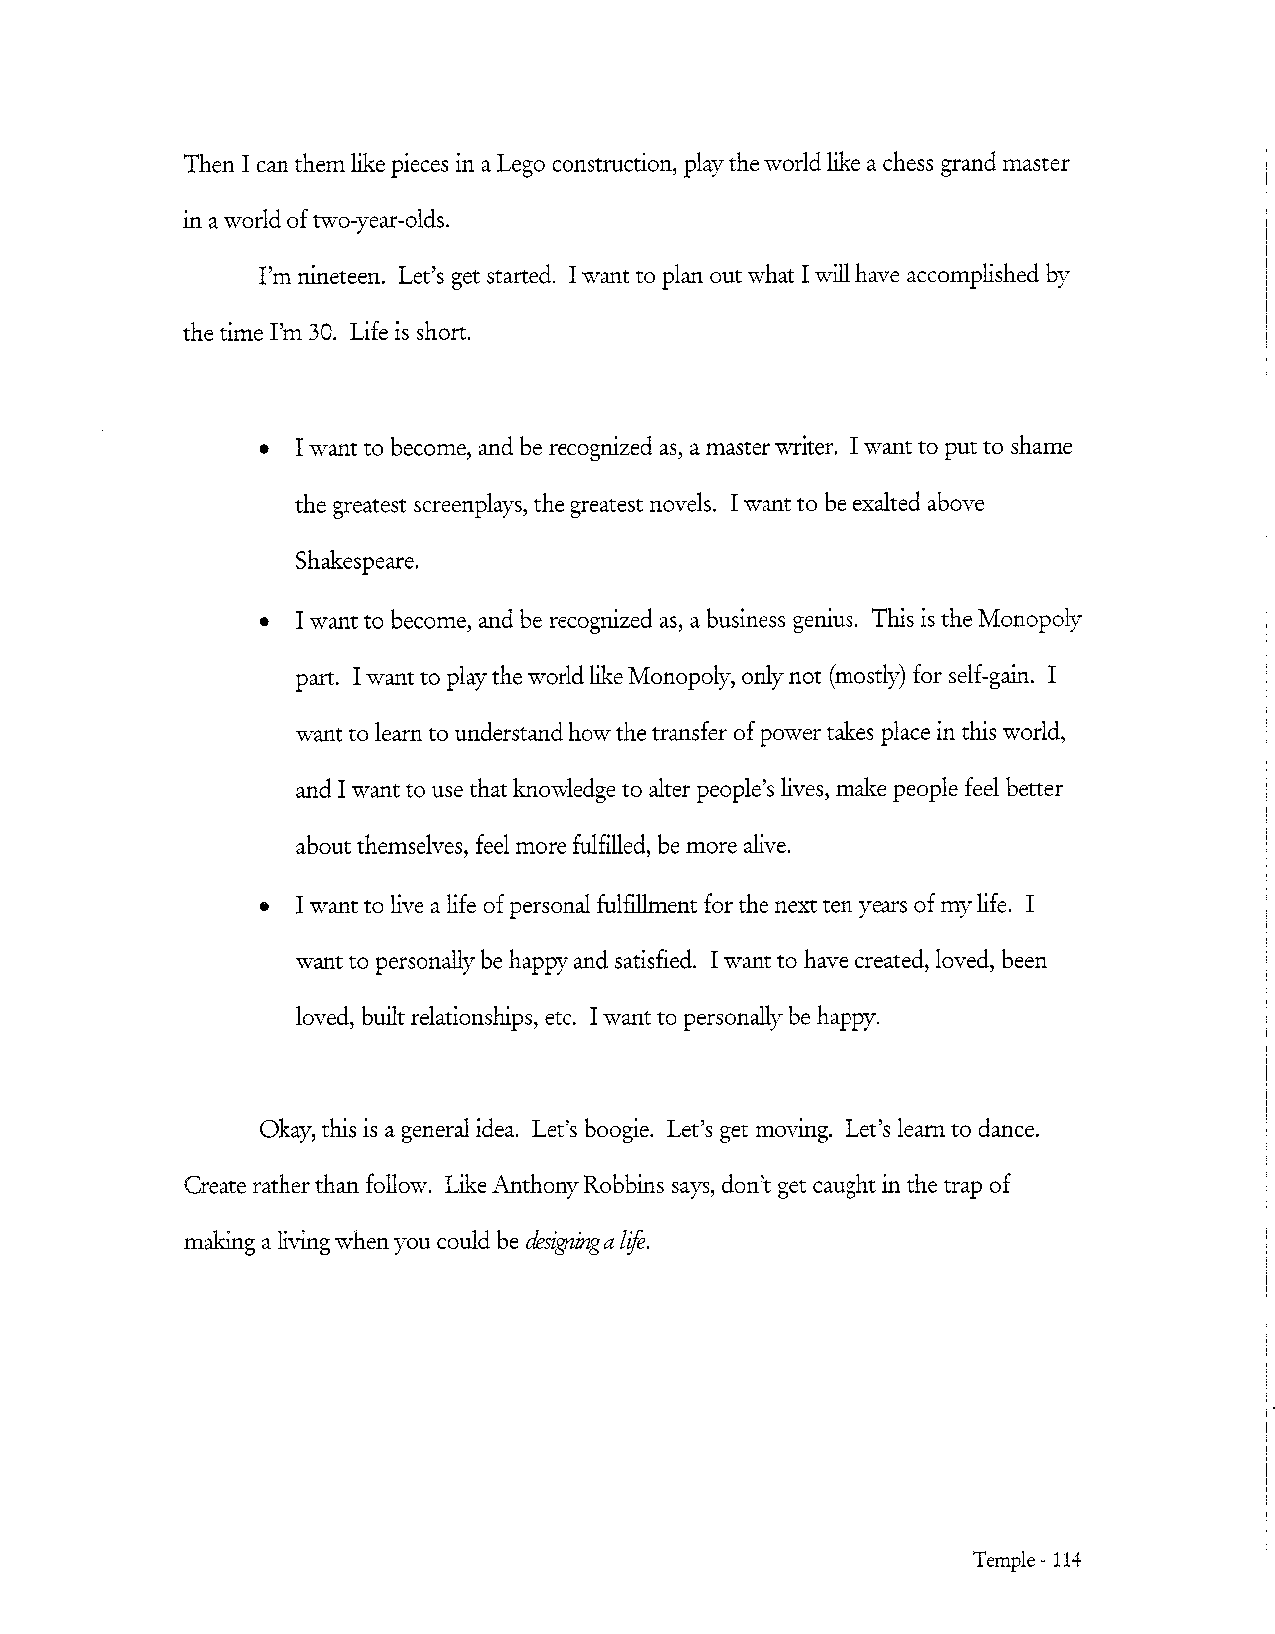 Then I can them like pieces in a Lego construction, play the world like a chess grand master
in a world of two-year-olds.
I'm nineteen. Let's get started. I want to plan out what I will have accomplished by
the time I'm 30. Life is short.
• I want to become, and be recognized as, a master writer. I want to put to shame
the greatest screenplays, the greatest novels. I want to be exalted above
Shakespeare.
• I want to become, and be recognized as, a business genius. This is the Monopoly
part. I want to play the world like Monopoly, only not (mostly) for self-gain. I
want to learn to understand how the transfer of power takes place in this world,
and I want to use that knowledge to alter people's lives, make people feel better
about themselves, feel more fulfilled, be more alive.
• I want to live a life of personal fulfillment for the next ten years of my life. I
want to personally be happy and satisfied. I want to have created, loved, been
loved, built relationships, etc. I want to personally be happy.
Okay, this is a general idea. Let's boogie. Let's get moving. Let's learn to dance.
Create rather than follow. Like Anthony Robbins says, don't get caught in the trap of
making a living when you could be designing a life.
Temple - 114